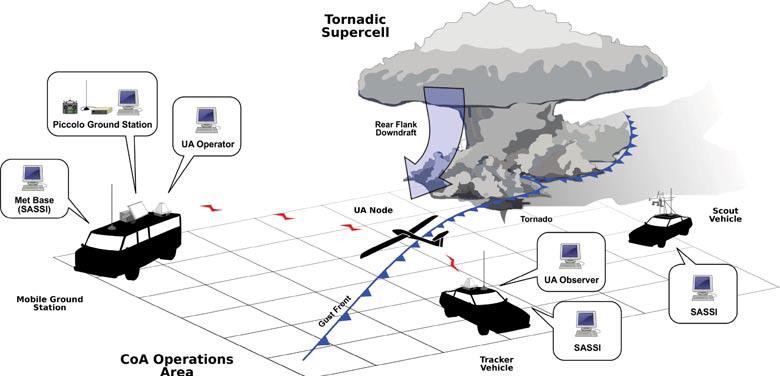 Tornadic
Supercell
Rear Flank
Downdraft
Piccolo Ground Station
UA Operator
Met Base
(SASSI)
UA Node
Tornado
Scout
Vehicle
UA Observer
SASSI
SASSI
Mobile Ground
Station
Gust Front
CoA Operations
Area
Tracker
Vehicle